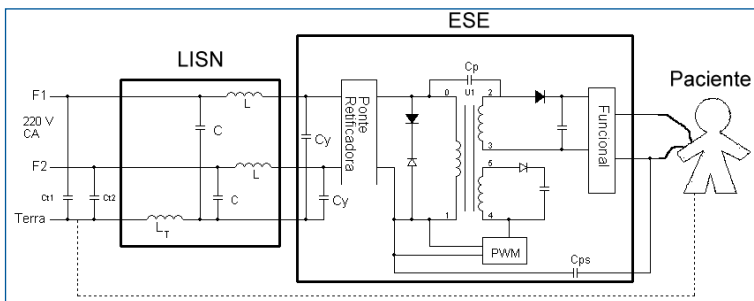 ESE
LISN
Paciente
Cp
F1
0
U1
2
L
220 V
CA
C
Cy
Ponte
Retificadora
3
Funcional
F2
5
L
Ct1
Ct2
C
Cy
Terra
LT
1
4
PWM
Cps